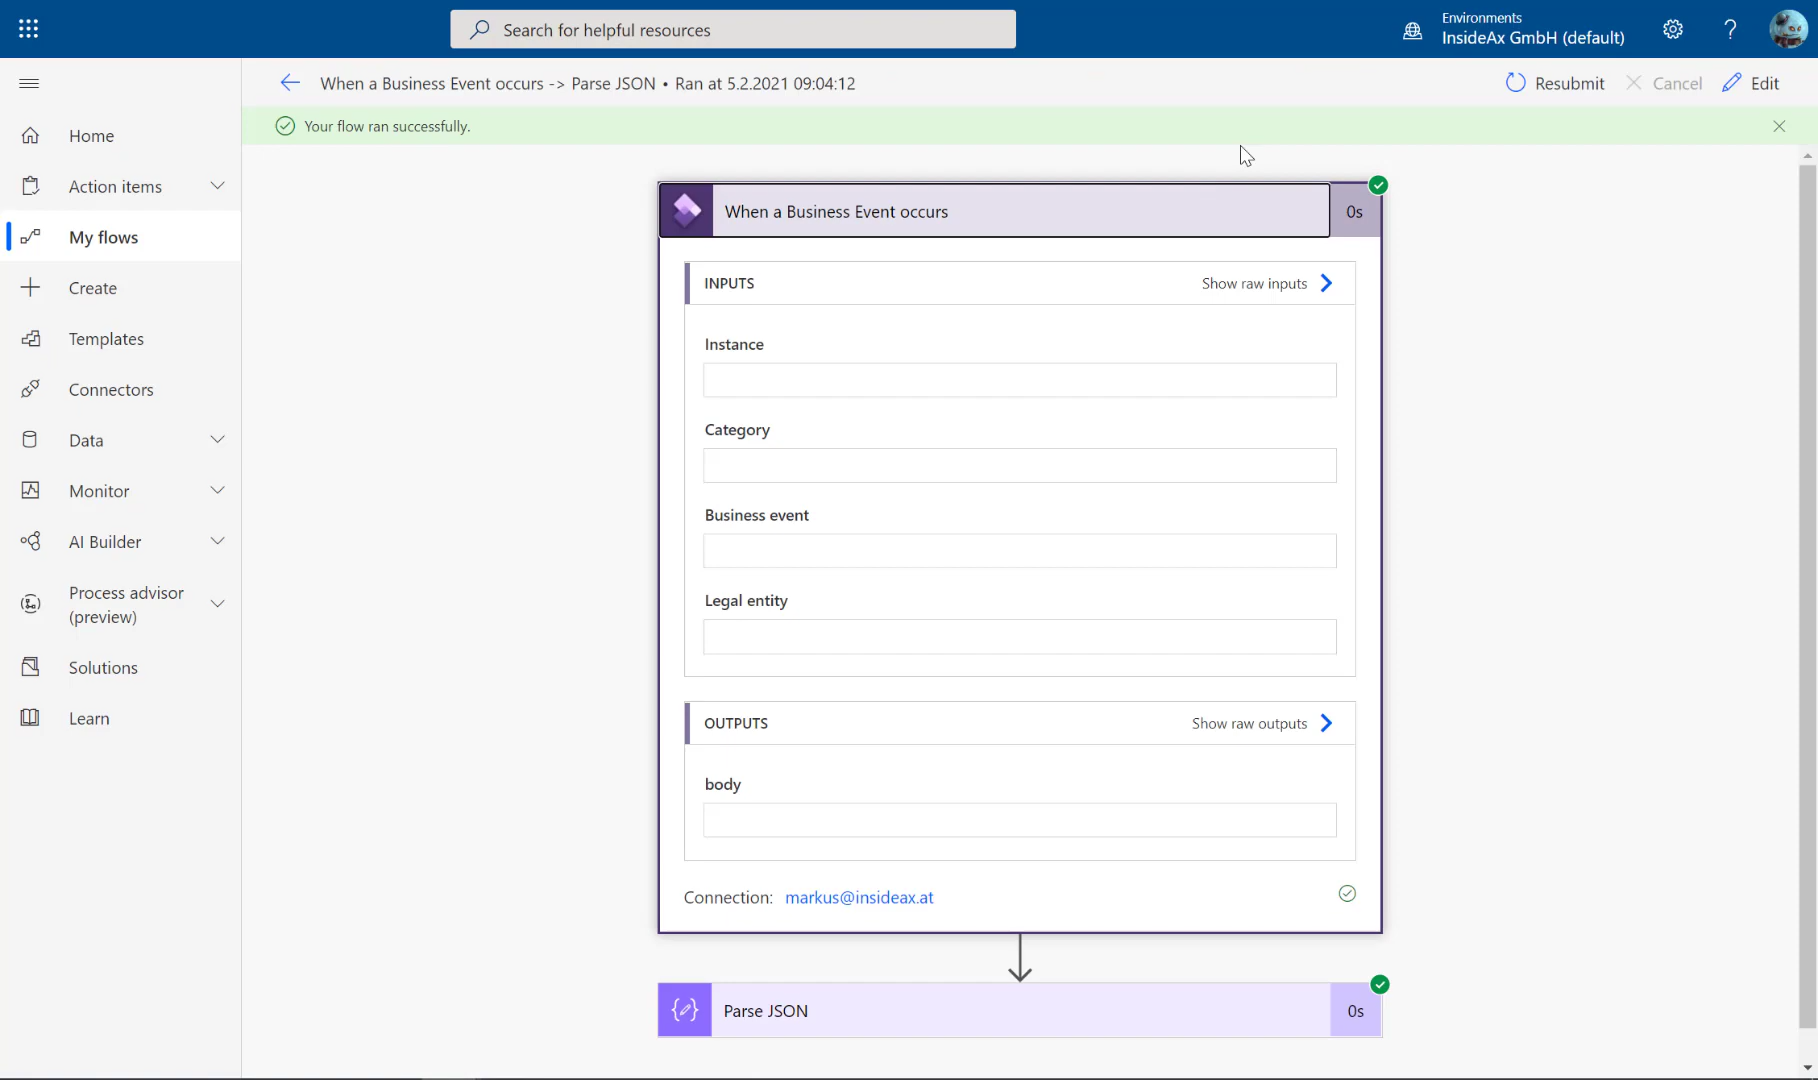 Search for helpful resources
Environments
InsideAx GmbH (default)
When a Business Event occurs -> Parse JSON • Ran at 5.2.2021 09:04:12
Resubmit
Cancel
Edit
Your flow ran successfully.
Home
Action items
My flows
Create
Templates
Connectors
Data
Monitor
AI Builder
Process advisor
(preview)
Solutions
Learn
When a Business Event occurs
0s
INPUTS
Show raw inputs
Instance
Category
Business event
Legal entity
OUTPUTS
Show raw outputs
body
Connection: markus@insideax.at
Parse JSON
0s